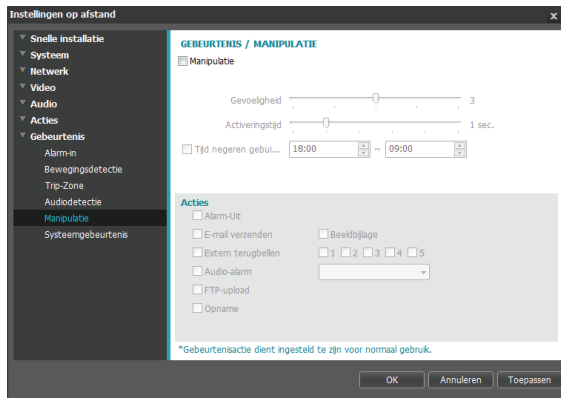 Instellingen op afstand x
Snelle installatie
Systeem
Netwerk
Video
Audio
Acties
Gebeurtenis
Alarm-in
Bewegingsdetectie
Trip-Zone
Audiodetectie
Manipulatie
Systeemgebeurtenis
GEBEURTENIS / MANIPULATIE
Manipulatie
Gevoeligheid 3
Activeringstijd 1 sec.
Tijd negeren gebui... 18:00 ~ 09:00
Acties
Alarm-Uit
E-mail verzenden Beeldbijlage
Extern terugbellen 1 2 3 4 5
Audio-alarm
FTP-upload
Opname
*Gebeurtenisactie dient ingesteld te zijn voor normaal gebruik.
OK Annuleren Toepassen